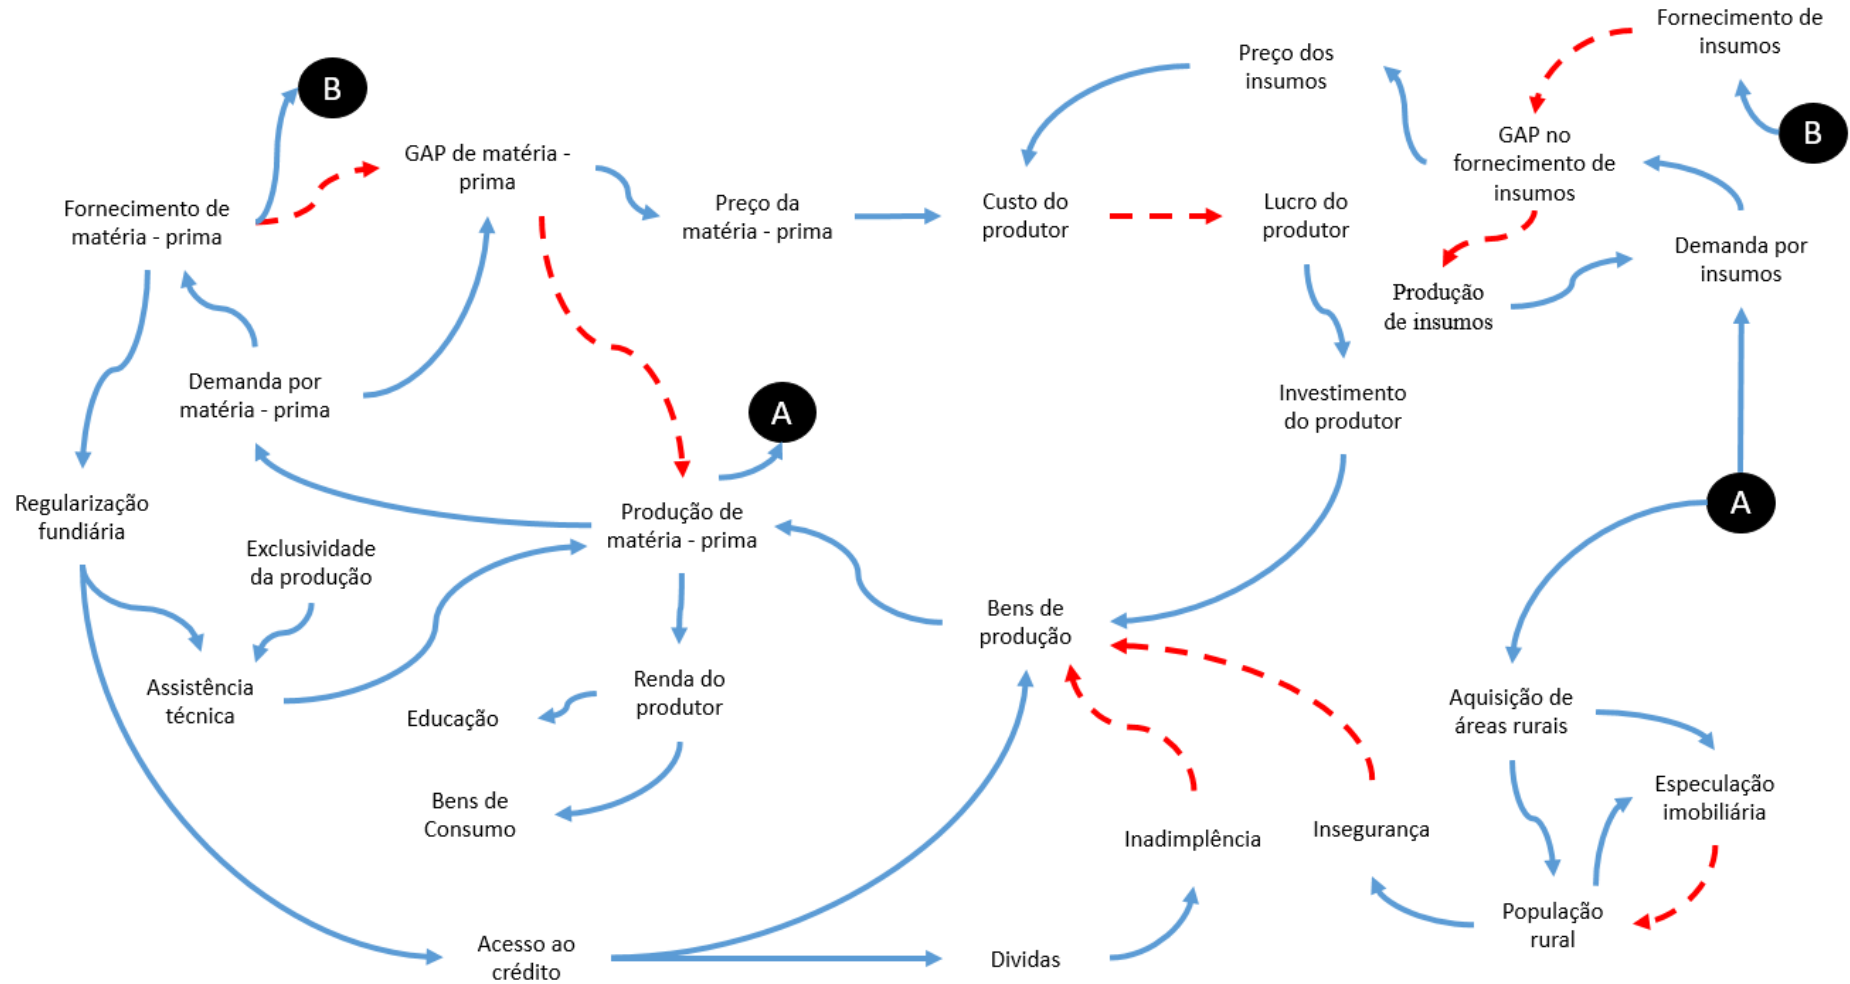 Fornecimento de
insumos
Preço dos
insumos
B
B
GAP de matéria -
prima
GAP no
fornecimento de
insumos
Fornecimento de
matéria - prima
Preço da
matéria - prima
Custo do
produtor
Lucro do
produtor
Demanda por
insumos
Produção
de insumos
Demanda por
matéria - prima
A
Investimento
do produtor
Regularização
fundiária
Produção de
matéria - prima
A
Exclusividade
da produção
Bens de
produção
Assistência
técnica
Educação
Renda do
produtor
Aquisição de
áreas rurais
Bens de
Consumo
Especulação
imobiliária
Inadimplência
Insegurança
População
rural
Acesso ao
crédito
Dividas